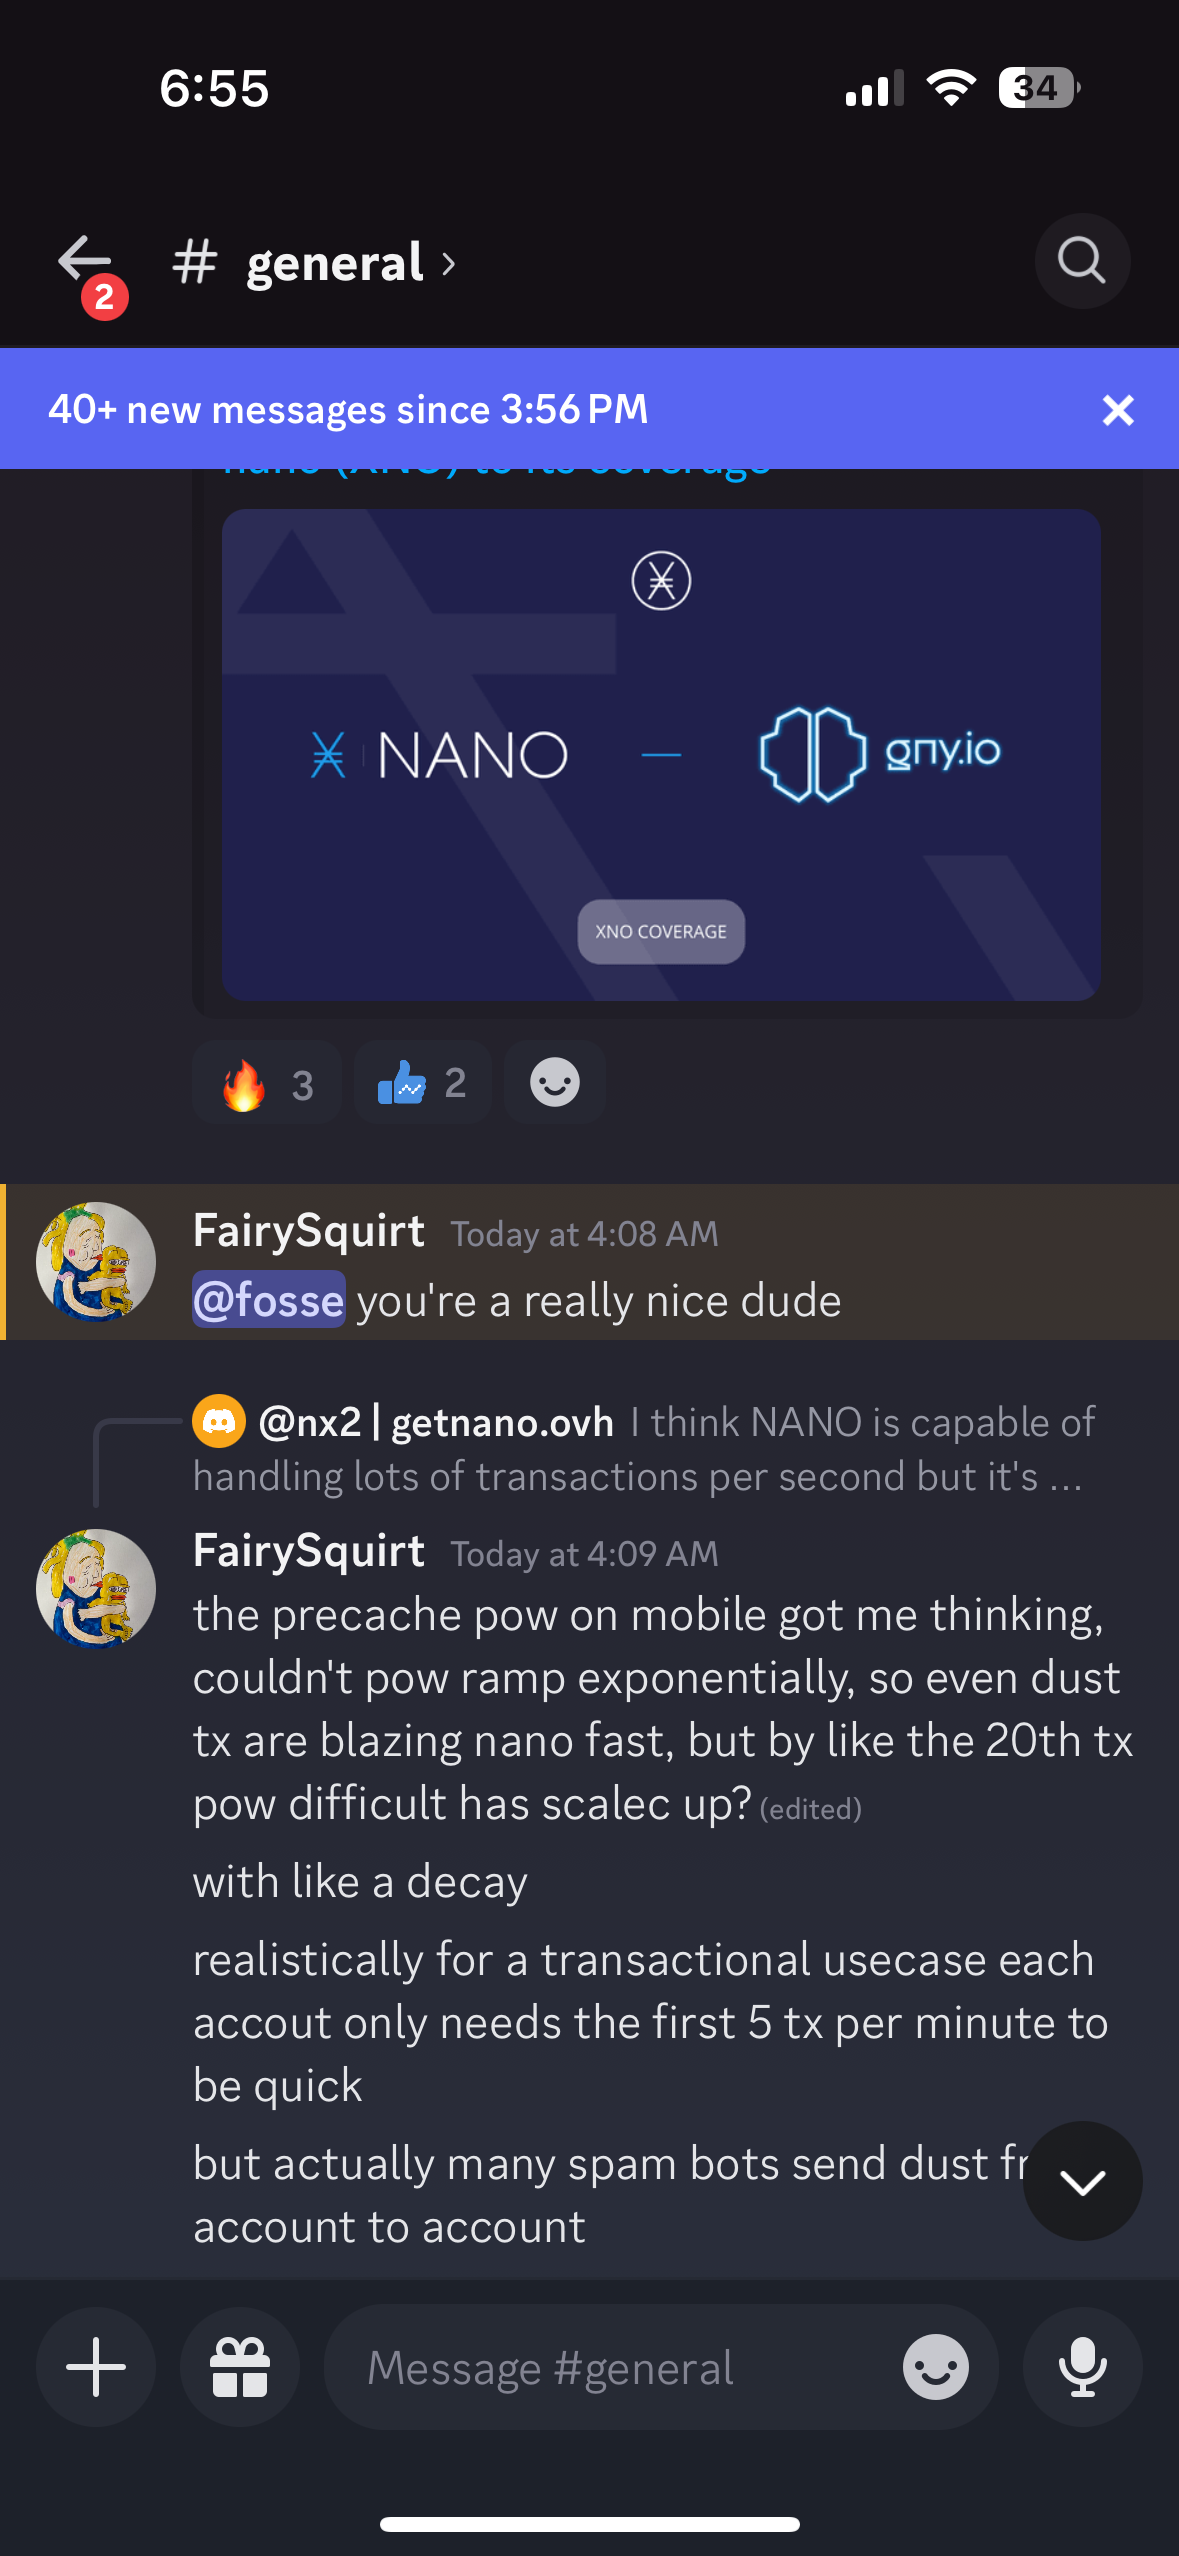 6:55
34
2
# general ›
40+ new messages since 3:56 PM
nano (XNO) to its coverage
NANO
gny.io
XNO COVERAGE
3
2
FairySquirt Today at 4:08 AM
@fosse you're a really nice dude
@nx2 | getnano.ovh I think NANO is capable of
handling lots of transactions per second but it's ...
FairySquirt Today at 4:09 AM
the precache pow on mobile got me thinking,
couldn't pow ramp exponentially, so even dust
tx are blazing nano fast, but by like the 20th tx
pow difficult has scalec up? (edited)
with like a decay
realistically for a transactional usecase each
accout only needs the first 5 tx per minute to
be quick
but actually many spam bots send dust
account to account
Message #general